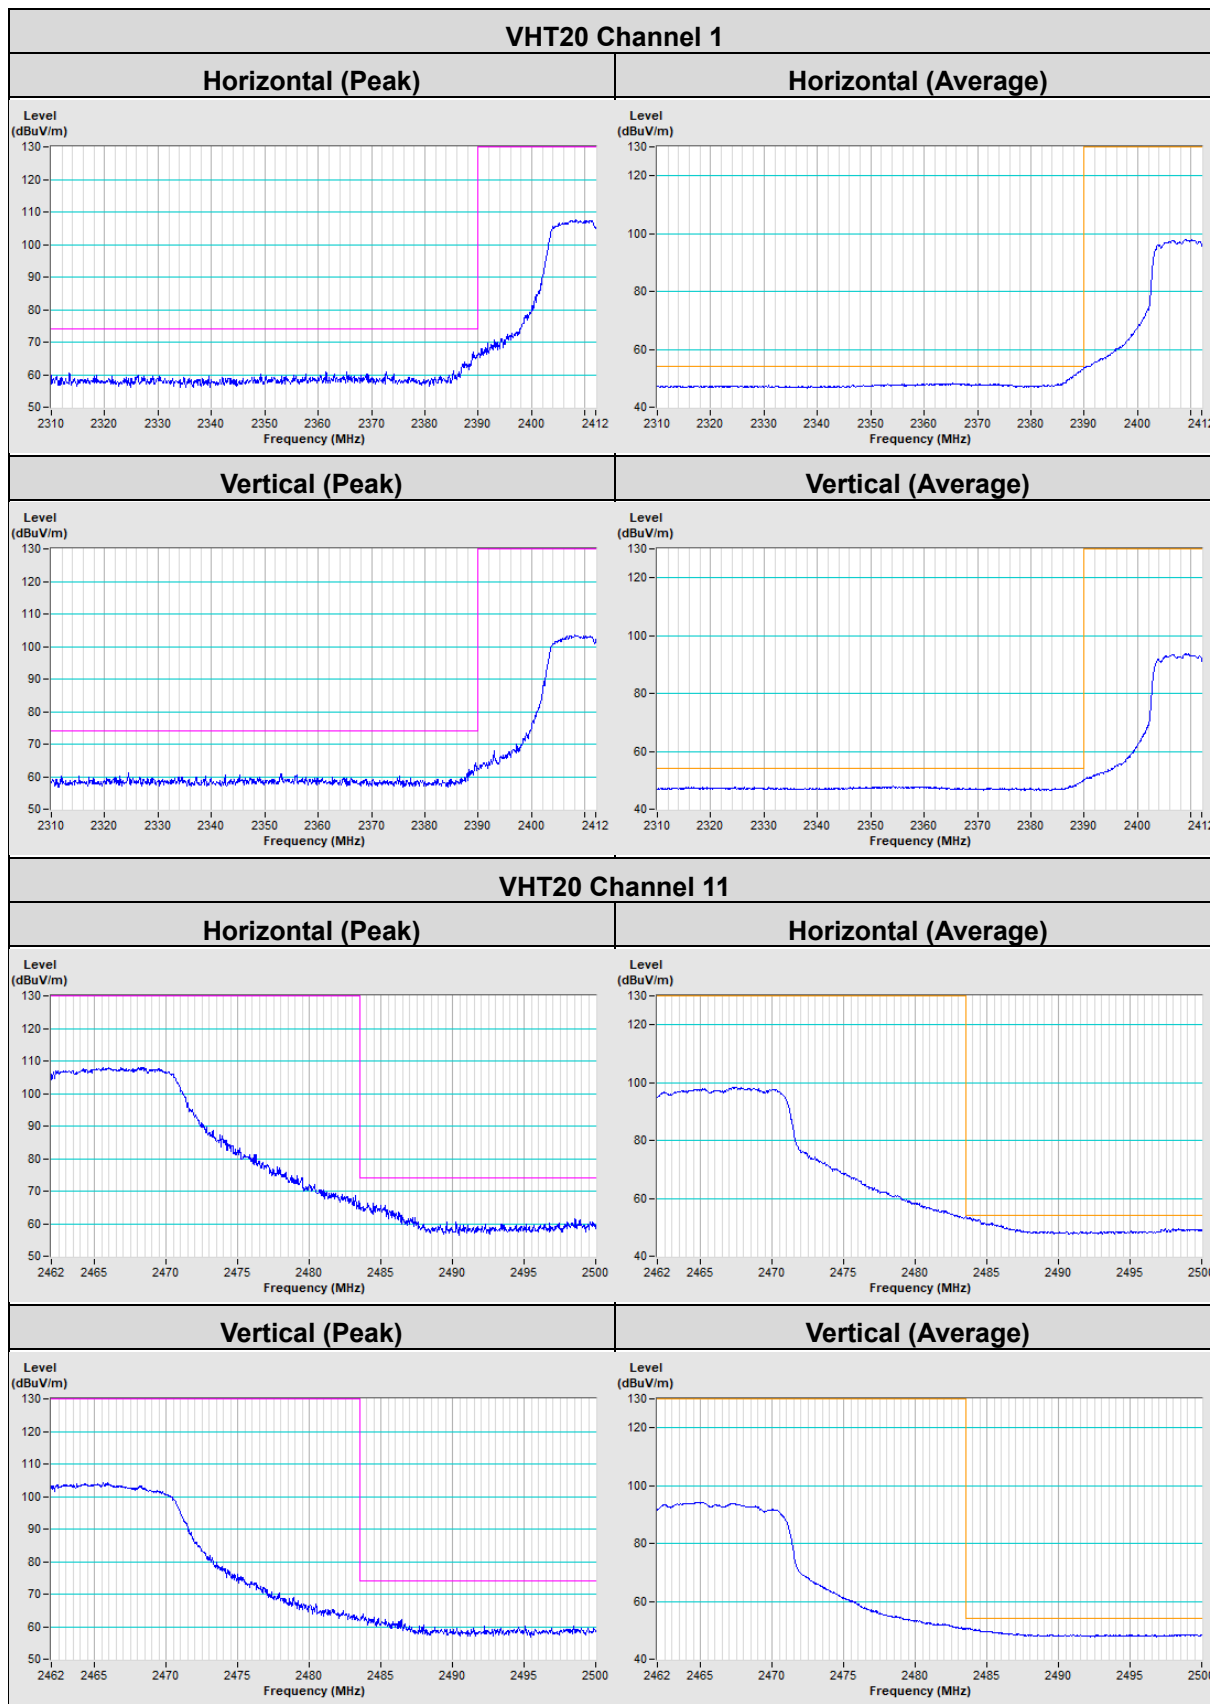 VHT20 Channel 1
Horizontal (Peak)
Horizontal (Average)
Level
(dBuV/m)
130
120
110
100
90
80
70
60
50
2310 2320 2330 2340 2350 2360 2370 2380 2390 2400 2412
Frequency (MHz)
Level
(dBuV/m)
130
120
100
80
60
40
2310 2320 2330 2340 2350 2360 2370 2380 2390 2400 2412
Frequency (MHz)
Vertical (Peak)
Vertical (Average)
Level
(dBuV/m)
130
120
110
100
90
80
70
60
50
2310 2320 2330 2340 2350 2360 2370 2380 2390 2400 2412
Frequency (MHz)
Level
(dBuV/m)
130
120
100
80
60
40
2310 2320 2330 2340 2350 2360 2370 2380 2390 2400 2412
Frequency (MHz)
VHT20 Channel 11
Horizontal (Peak)
Horizontal (Average)
Level
(dBuV/m)
130
120
110
100
90
80
70
60
50
2462 2465 2470 2475 2480 2485 2490 2495 2500
Frequency (MHz)
Level
(dBuV/m)
130
120
100
80
60
40
2462 2465 2470 2475 2480 2485 2490 2495 2500
Frequency (MHz)
Vertical (Peak)
Vertical (Average)
Level
(dBuV/m)
130
120
110
100
90
80
70
60
50
2462 2465 2470 2475 2480 2485 2490 2495 2500
Frequency (MHz)
Level
(dBuV/m)
130
120
100
80
60
40
2462 2465 2470 2475 2480 2485 2490 2495 2500
Frequency (MHz)